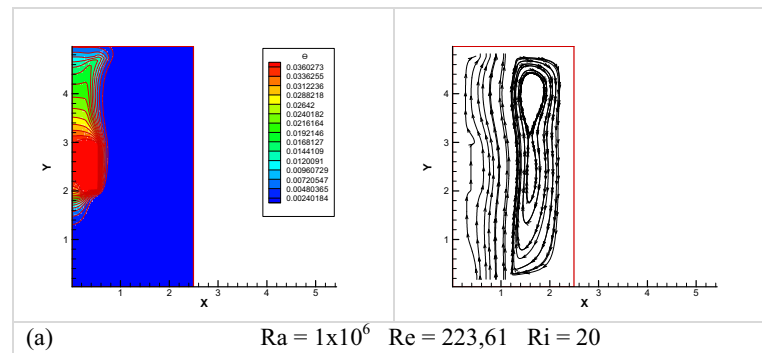 Θ
0.0360273
0.0336255
0.0312236
0.0288218
0.02642
0.0240182
0.0216164
0.0192146
0.0168127
0.0144109
0.0120091
0.00960729
0.00720547
0.00480365
0.00240184
Y
4
3
2
1
1 2 3 4 5
X
Y
4
3
2
1
1 2 3 4 5
X
(a) Ra = 1x10⁶ Re = 223,61 Ri = 20